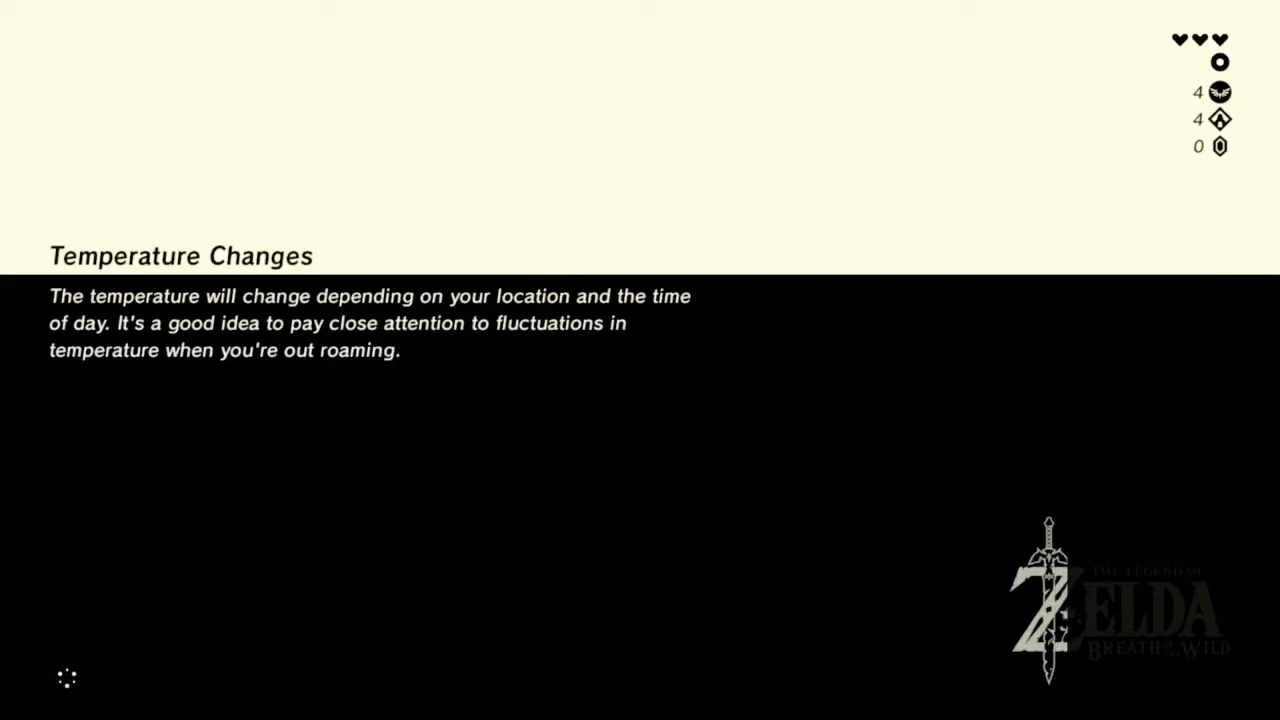 4
4
0
Temperature Changes
The temperature will change depending on your location and the time
of day. It's a good idea to pay close attention to fluctuations in
temperature when you're out roaming.
THE LEGEND OF
ZELDA
BREATH OF THE WILD